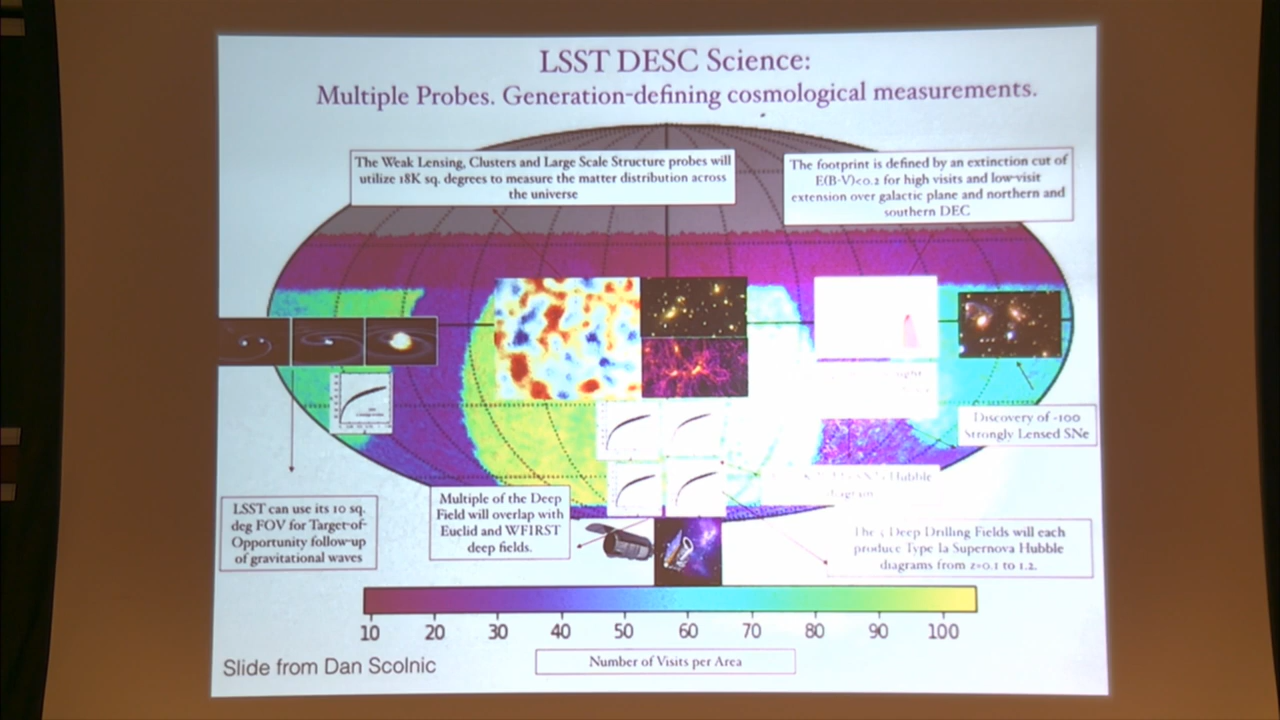 LSST DESC Science:
Multiple Probes. Generation-defining cosmological measurements.
The Weak Lensing, Clusters and Large Scale Structure probes will
utilize 18K sq. degrees to measure the matter distribution across
the universe
The footprint is defined by an extinction cut of
E(B-V)<0.2 for high visits and low-visit
extension over galactic plane and northern and
southern DEC
Discovery of ~100
Strongly Lensed SNe
Hubble
diagram
LSST can use its 10 sq.
deg FOV for Target-of-
Opportunity follow-up
of gravitational waves
Multiple of the Deep
Field will overlap with
Euclid and WFIRST
deep fields.
The 5 Deep Drilling Fields will each
produce Type Ia Supernova Hubble
diagrams from z=0.1 to 1.2.
10 20 30 40 50 60 70 80 90 100
Number of Visits per Area
Slide from Dan Scolnic